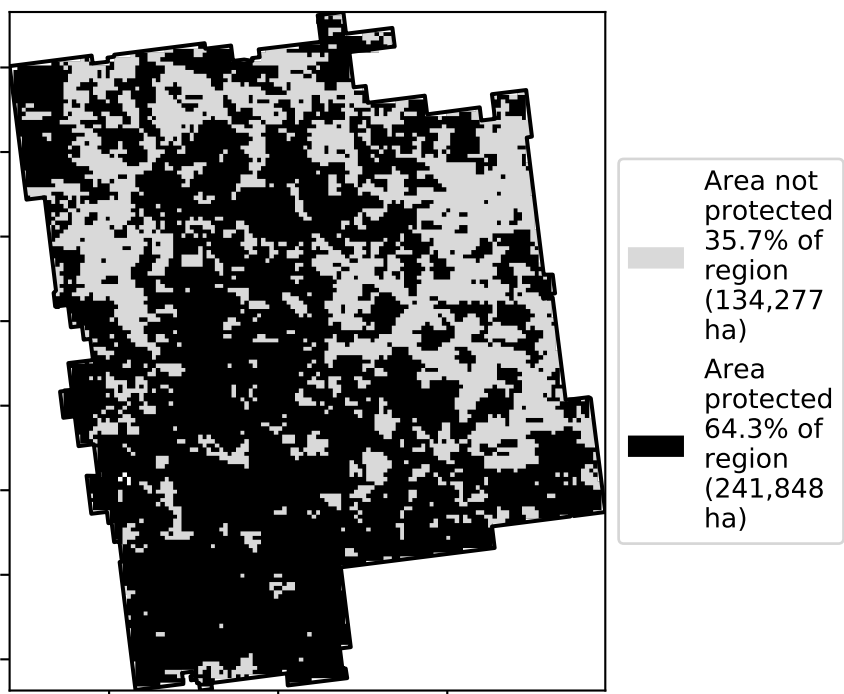 Area not
protected
35.7% of
region
(134,277
ha)
Area
protected
64.3% of
region
(241,848
ha)